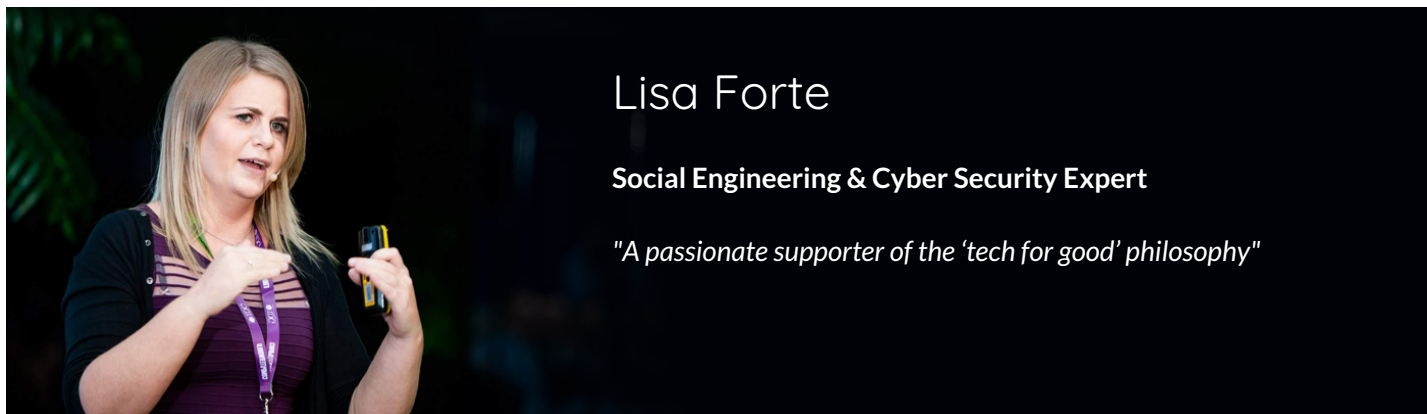 Lisa Forte
Social Engineering & Cyber Security Expert
"A passionate supporter of the ‘tech for good’ philosophy"